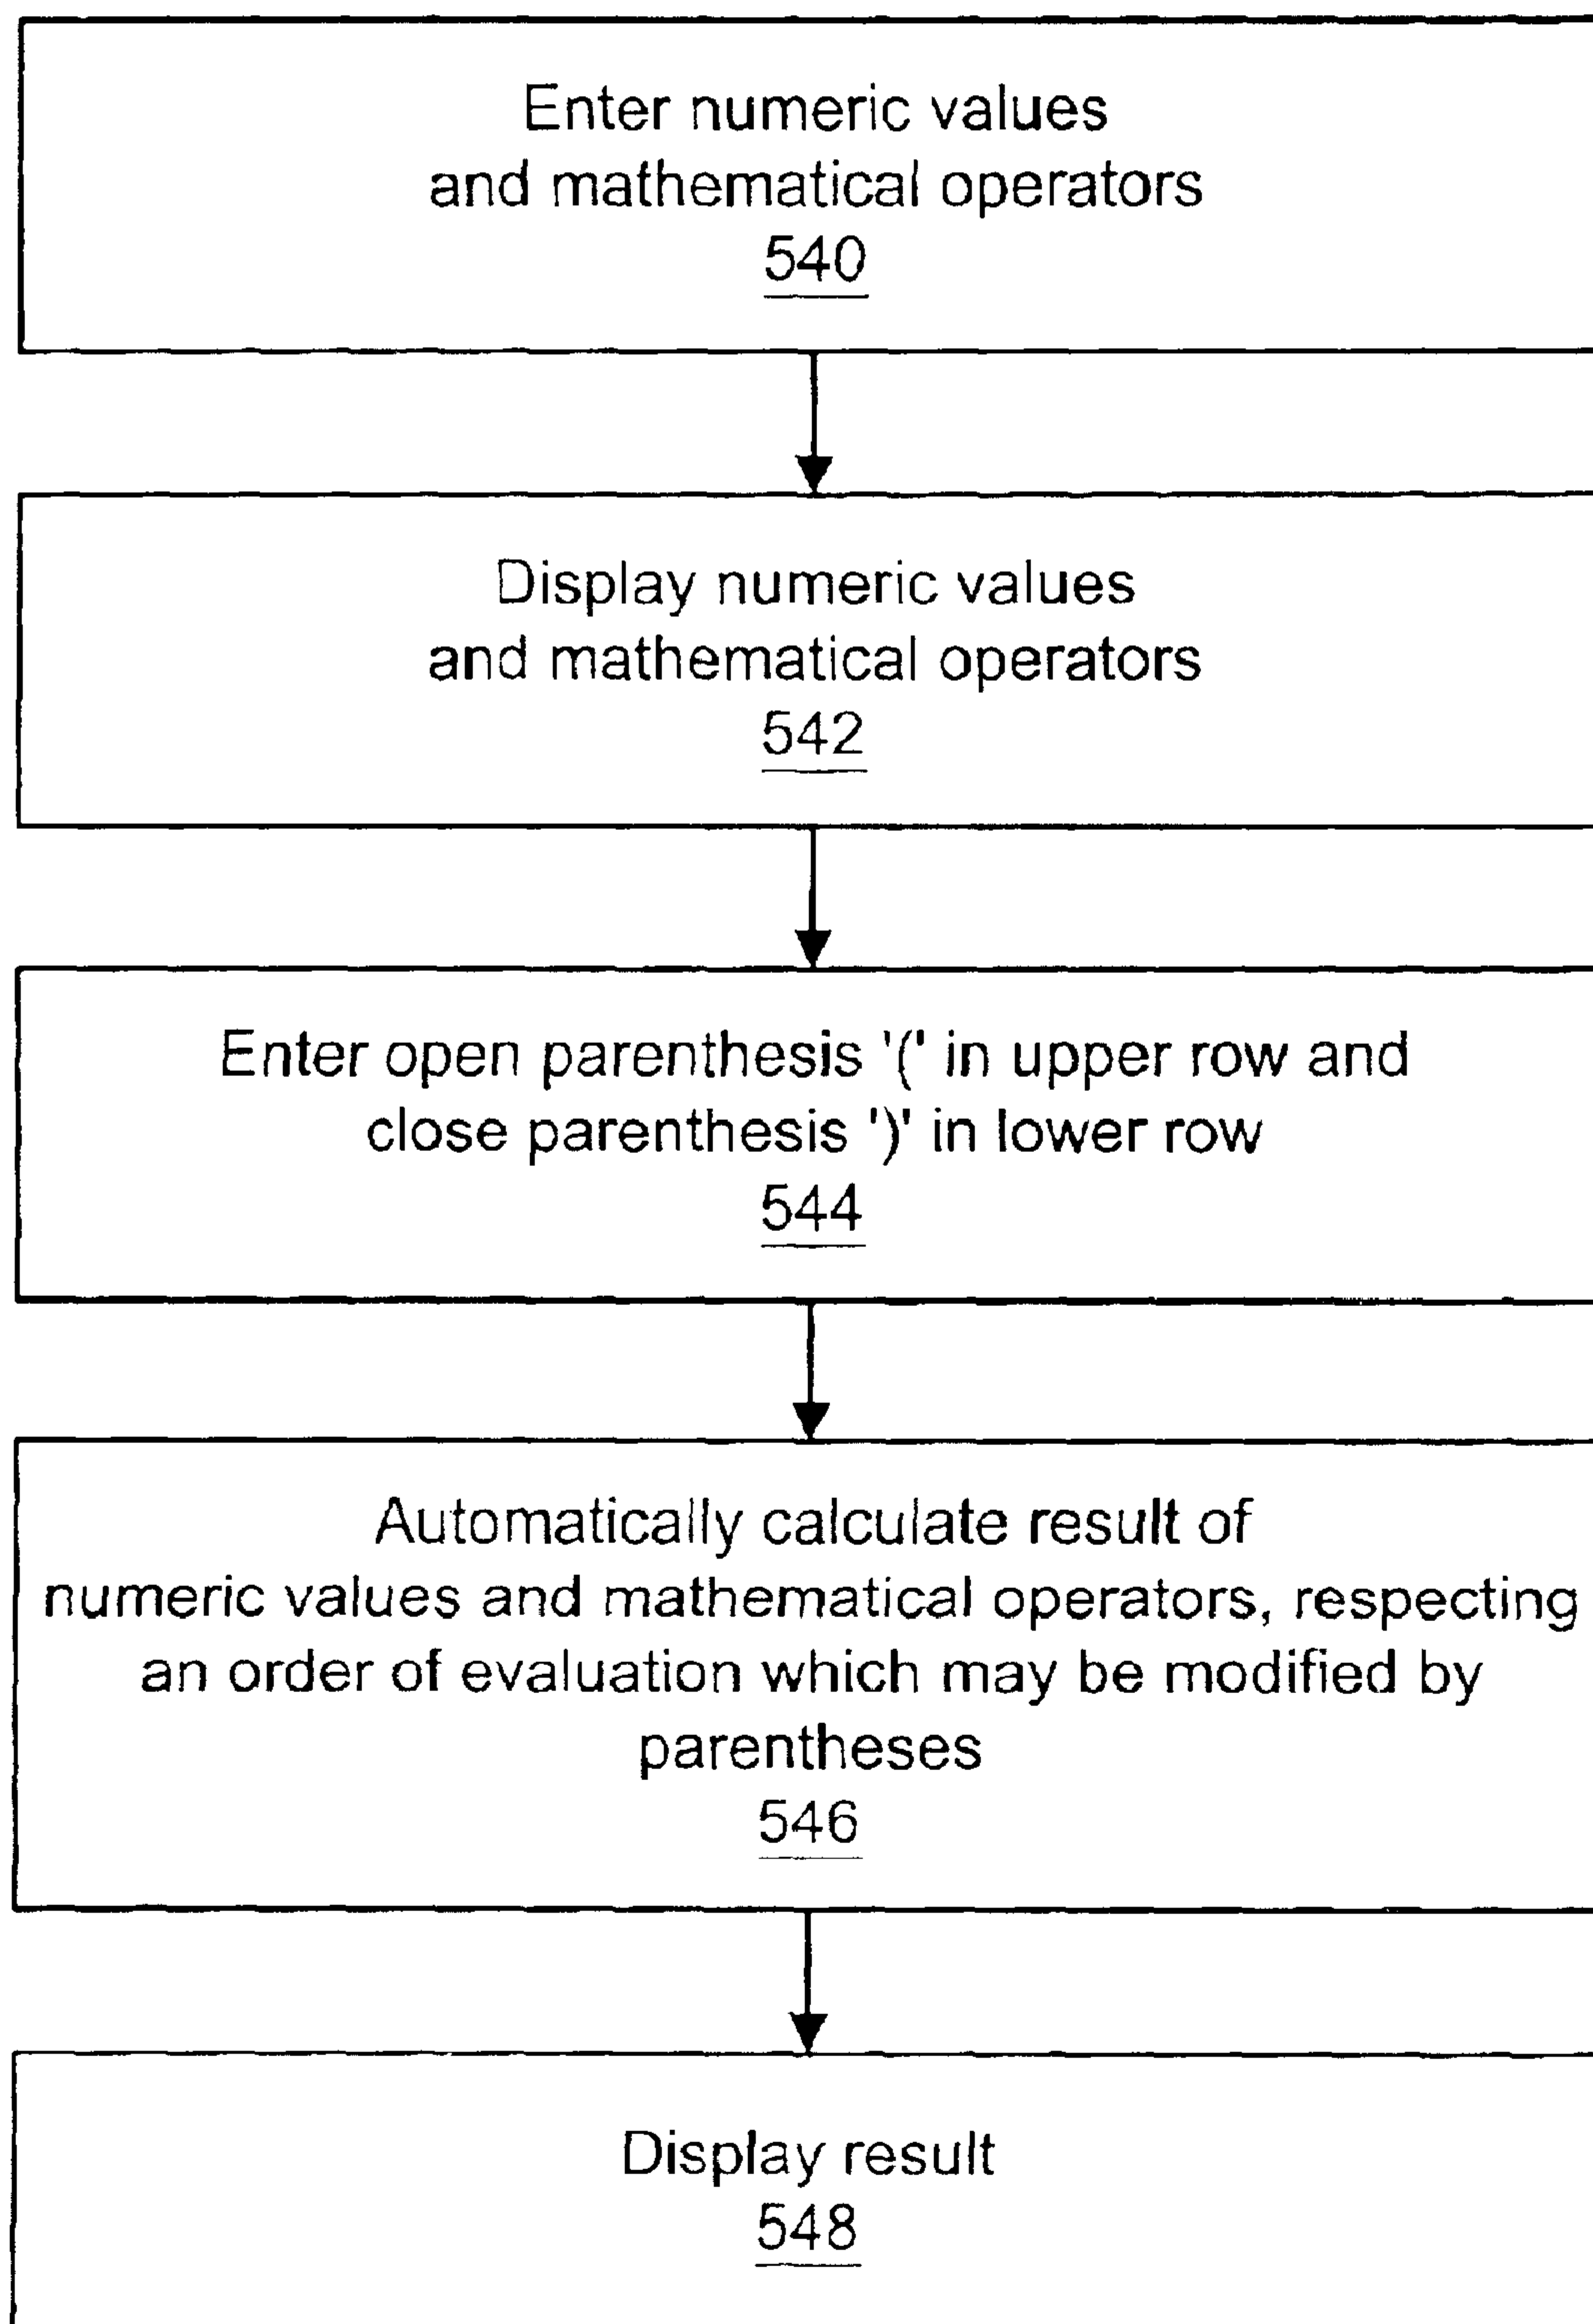 Enter numeric values
and mathematical operators
540
Display numeric values
and mathematical operators
542
Enter open parenthesis '(' in upper row and
close parenthesis ')' in lower row
544
Automatically calculate result of
numeric values and mathematical operators, respecting
an order of evaluation which may be modified by
parentheses
546
Display result
548